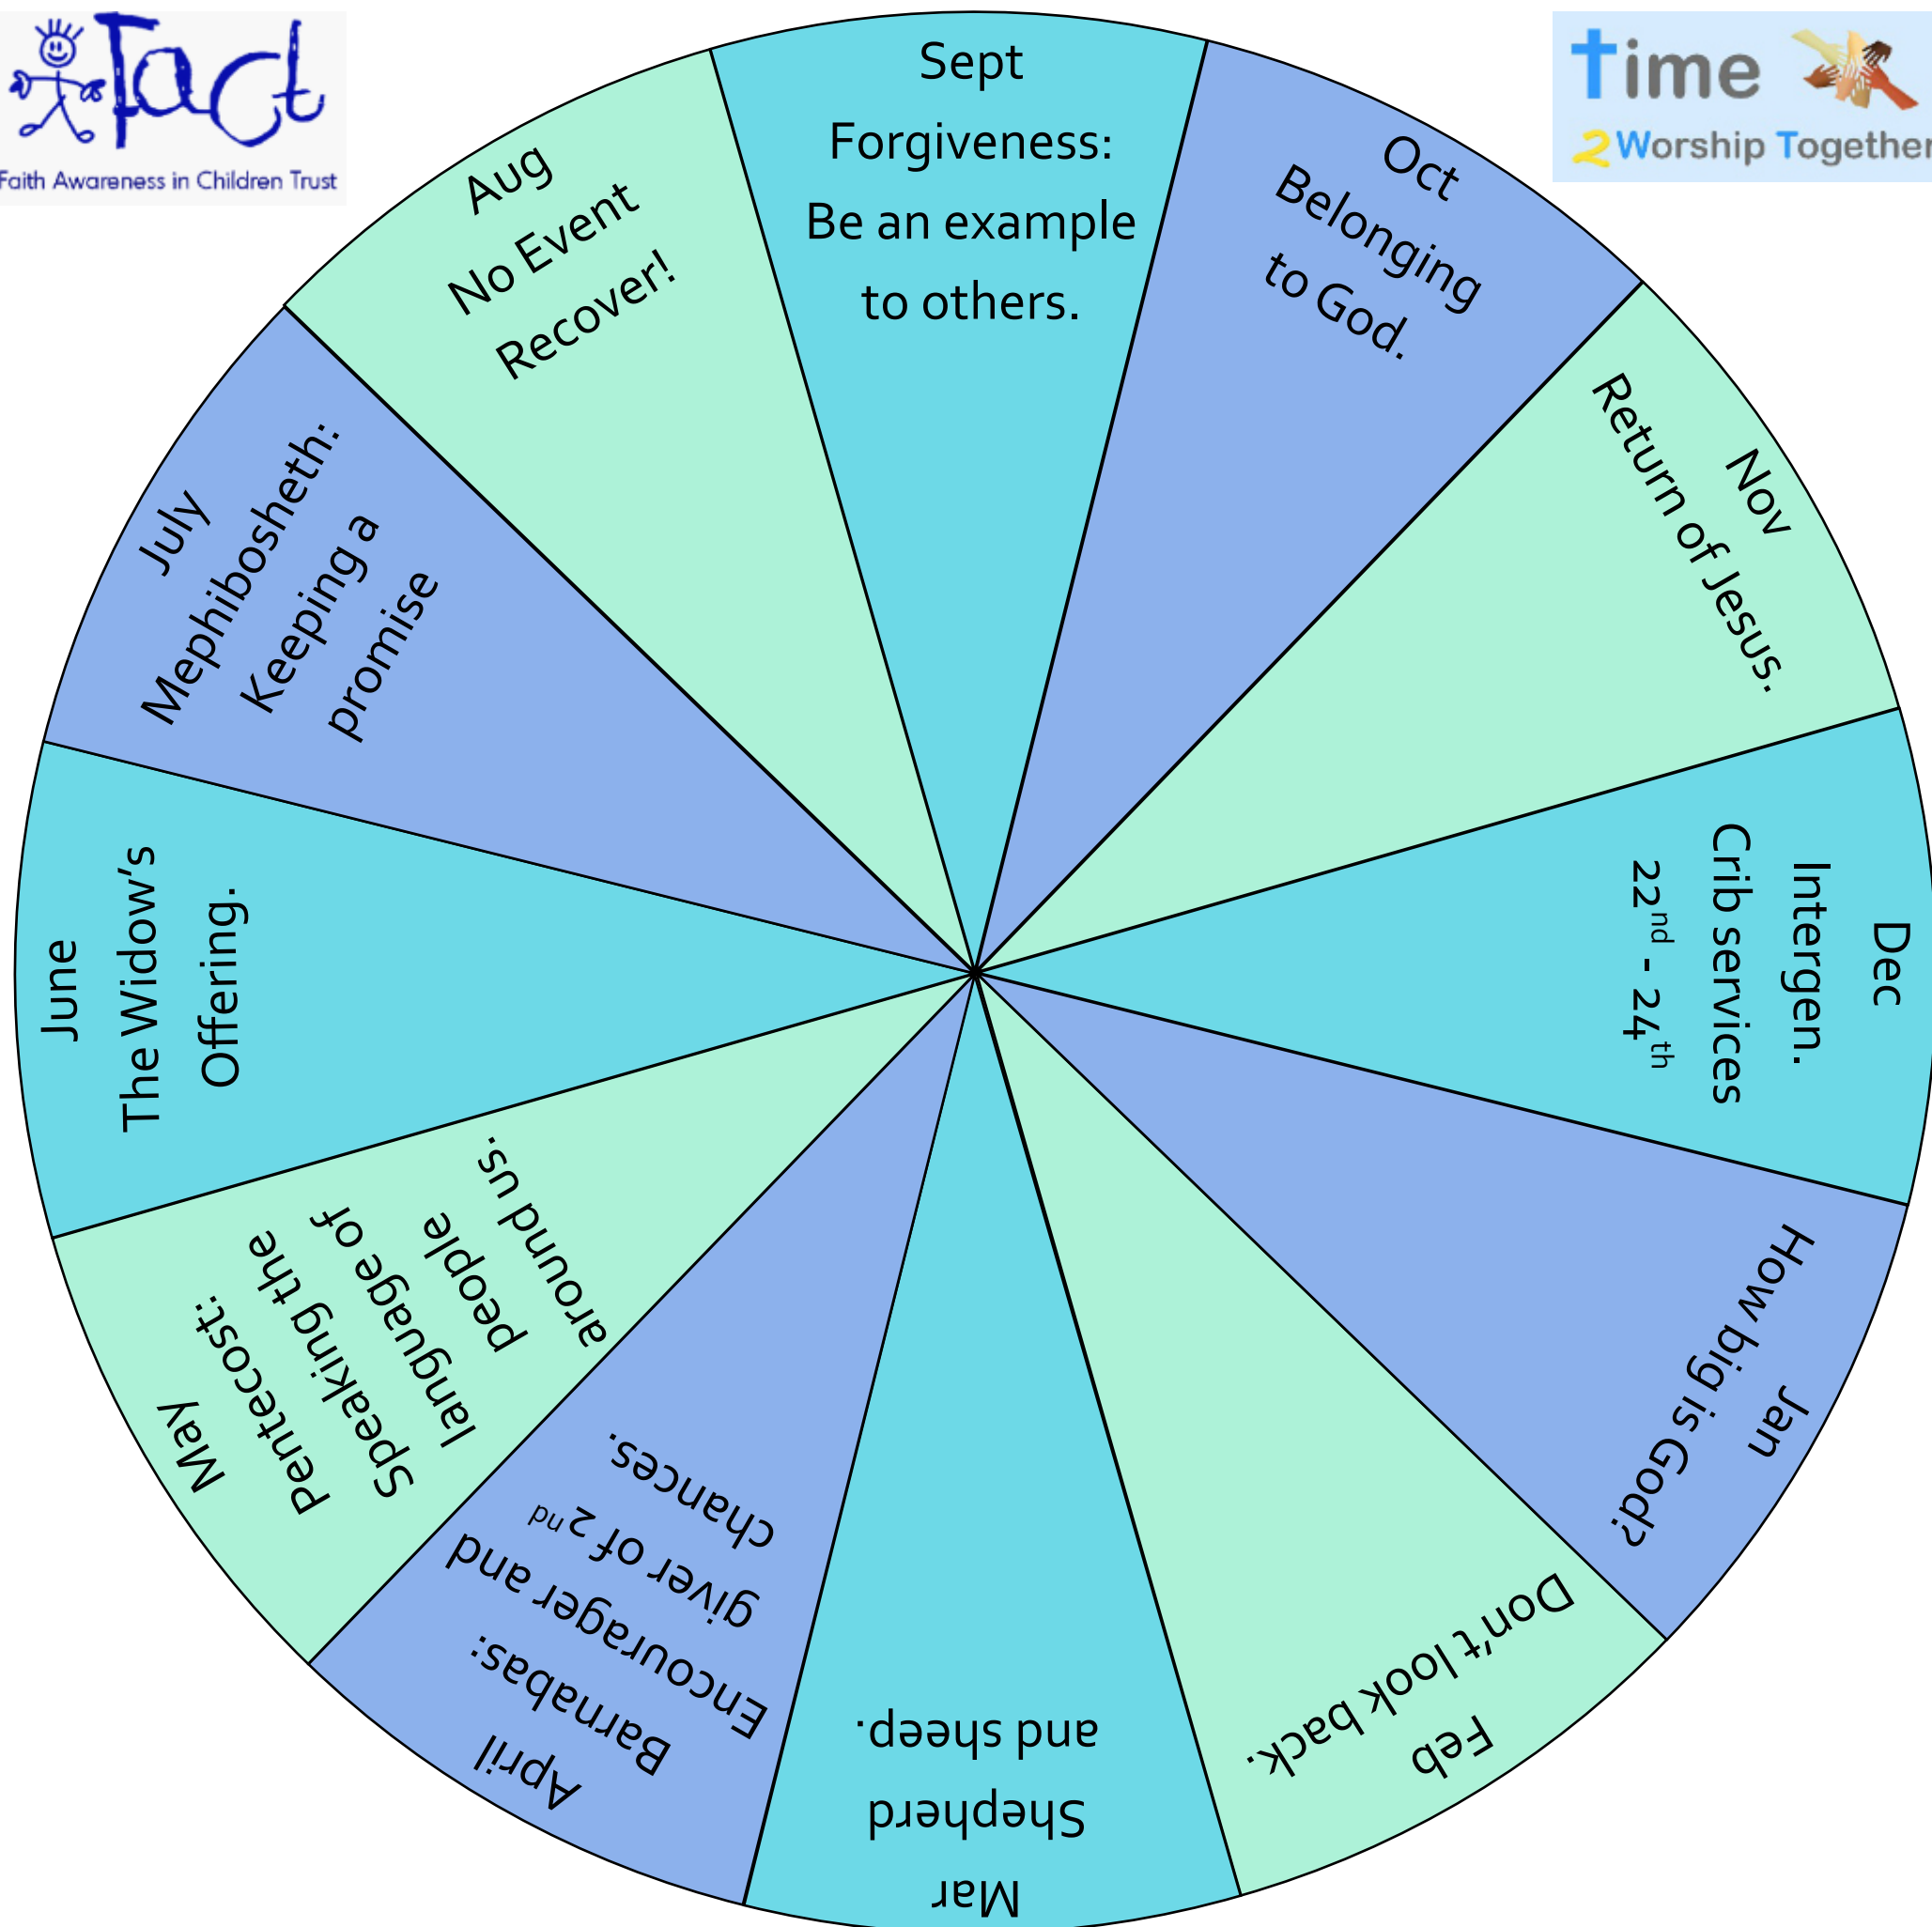 Fact
Faith Awareness in Children Trust
Time
2 Worship Together
Sept
Forgiveness:
Be an example
to others.
Oct
Belonging
to God.
Nov
Return of Jesus.
Dec
Intergen.
Crib services
22nd - 24th
Jan
How big is God?
Feb
Don't look back.
Mar
Shepherd
and sheep.
April
Barnabas:
Encourager and
giver of 2nd
chances.
May
Pentecost:
Speaking the
language of
people
around us.
June
The Widow's
Offering.
July
Mephibosheth:
Keeping a
promise
Aug
No Event
Recover!